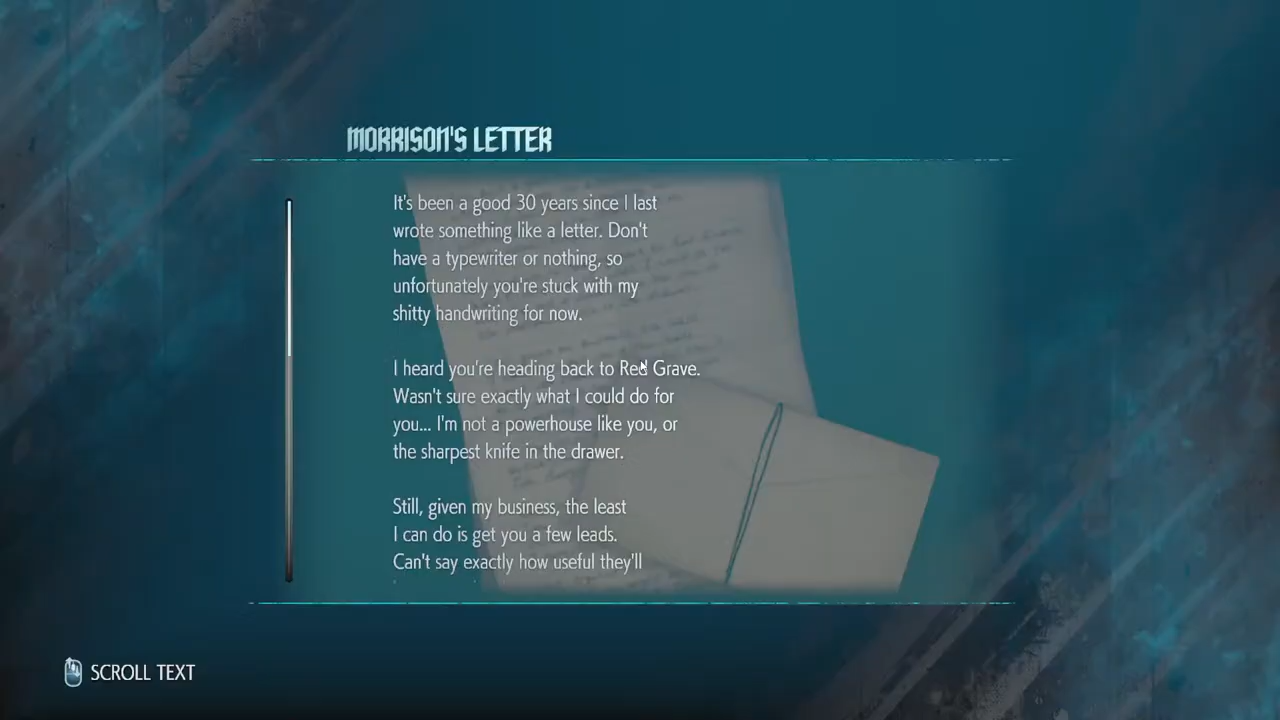 MORRISON'S LETTER
It's been a good 30 years since I last
wrote something like a letter. Don't
have a typewriter or nothing, so
unfortunately you're stuck with my
shitty handwriting for now.
I heard you're heading back to Red Grave.
Wasn't sure exactly what I could do for
you... I'm not a powerhouse like you, or
the sharpest knife in the drawer.
Still, given my business, the least
I can do is get you a few leads.
Can't say exactly how useful they'll
SCROLL TEXT